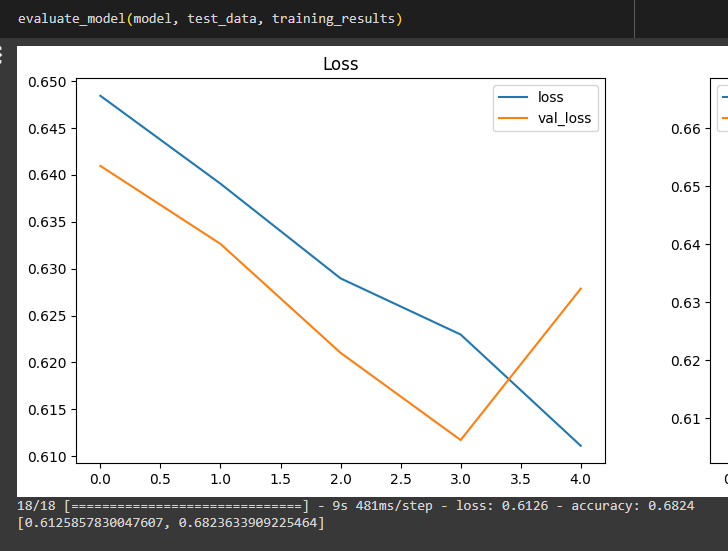 evaluate_model(model, test_data, training_results)
Loss
loss
val_loss
0.650
0.645
0.640
0.635
0.630
0.625
0.620
0.615
0.610
0.0 0.5 1.0 1.5 2.0 2.5 3.0 3.5 4.0
0.66
0.65
0.64
0.63
0.62
0.61
18/18 [==============================] - 9s 481ms/step - loss: 0.6126 - accuracy: 0.6824
[0.6125857830047607, 0.6823633909225464]